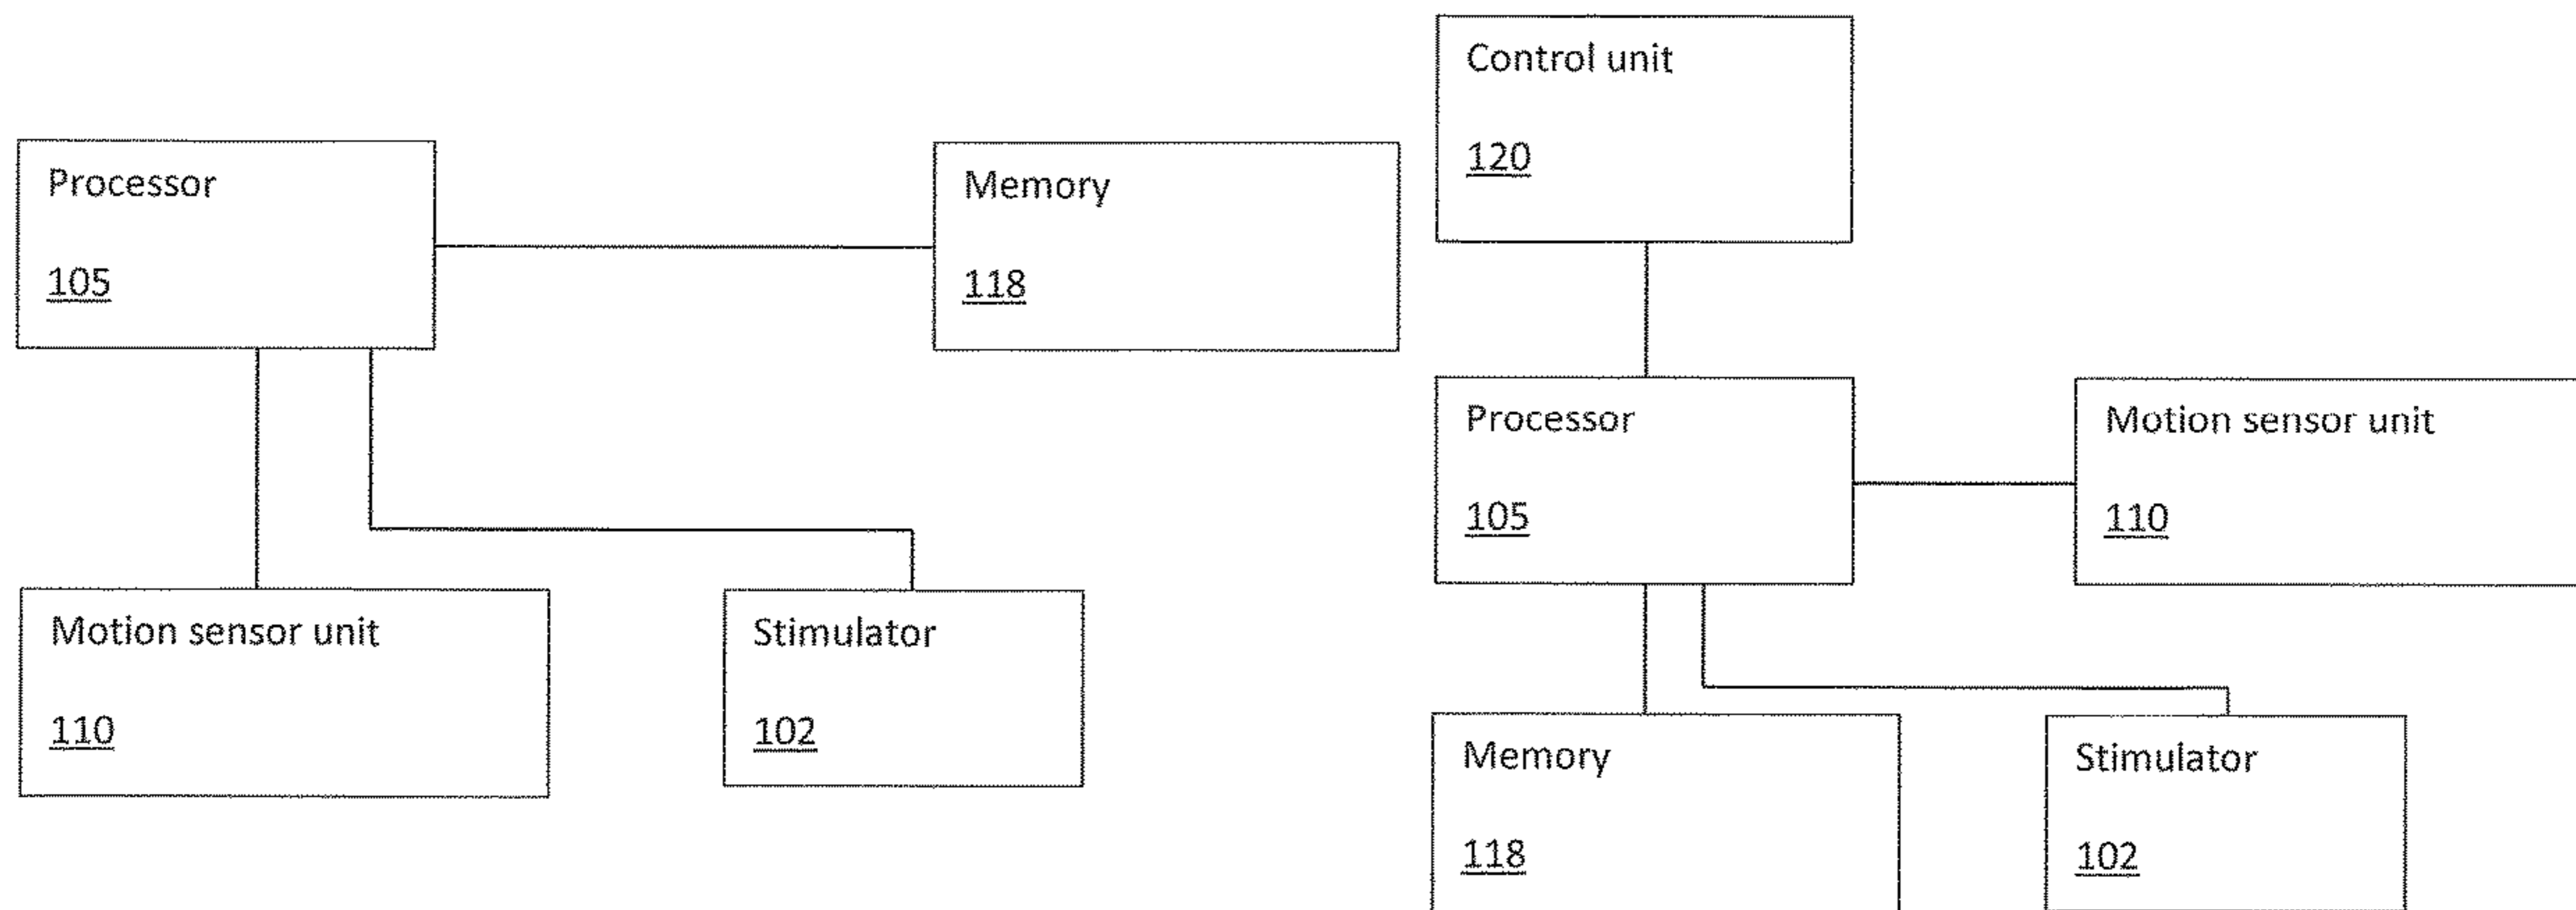 Processor
105
Memory
118
Motion sensor unit
110
Stimulator
102
Control unit
120
Processor
105
Motion sensor unit
110
Memory
118
Stimulator
102